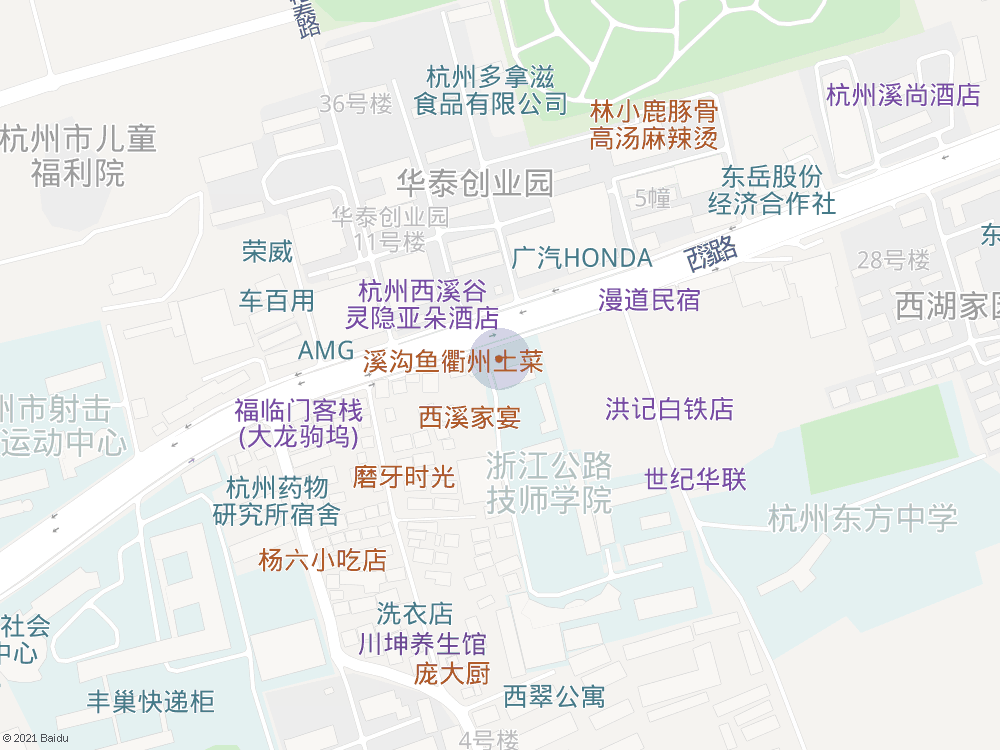 秦路
杭州多拿滋
食品有限公司
36号楼
林小鹿豚骨
高汤麻辣烫
杭州溪尚酒店
杭州市儿童
福利院
华泰创业园
东岳股份
经济合作社
5幢
华泰创业园
11号楼
荣威
广汽HONDA
西溪路
东
28号楼
车百用
杭州西溪谷
灵隐亚朵酒店
漫道民宿
西湖家园
AMG
溪沟鱼衢州土菜
州市射击
运动中心
福临门客栈
(大龙驹坞)
西溪家宴
洪记白铁店
磨牙时光
浙江公路
技师学院
世纪华联
杭州药物
研究所宿舍
杭州东方中学
杨六小吃店
洗衣店
社会
中心
川坤养生馆
庞大厨
丰巢快递柜
西翠公寓
4号楼
© 2021 Baidu